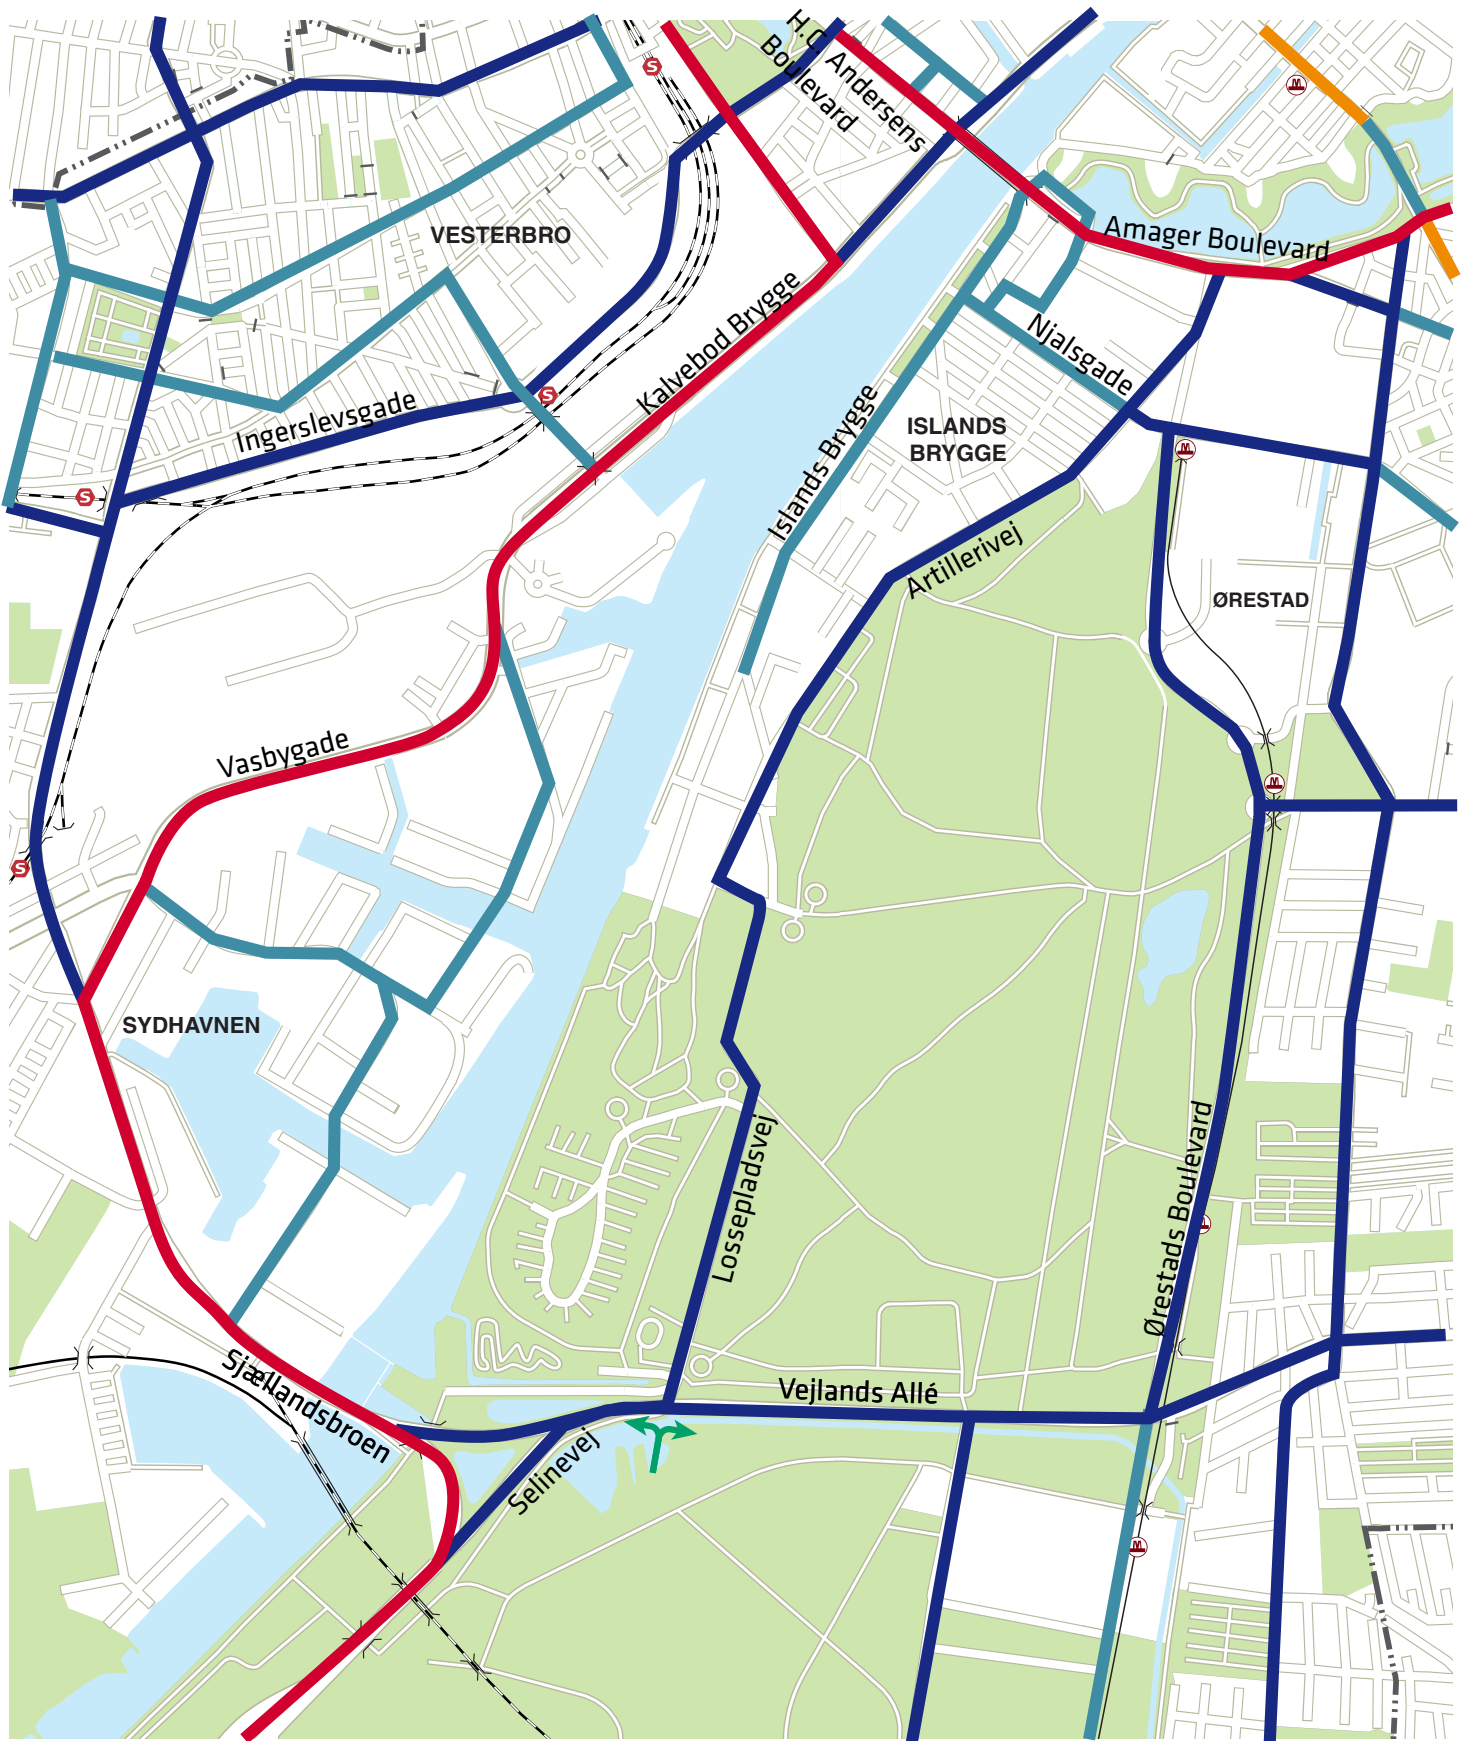 H.C. Andersens
Boulevard
S
M
Amager Boulevard
VESTERBRO
Kalvebod Brygge
Njalsgade
S
Ingerslevsgade
Islands Brygge
ISLANDS
BRYGGE
M
S
Artillerivej
ØRESTAD
Vasbygade
M
S
SYDHAVNEN
Lossepladsvej
Ørestads Boulevard
M
Sjællandsbroen
Vejlands Allé
Selinevej
M